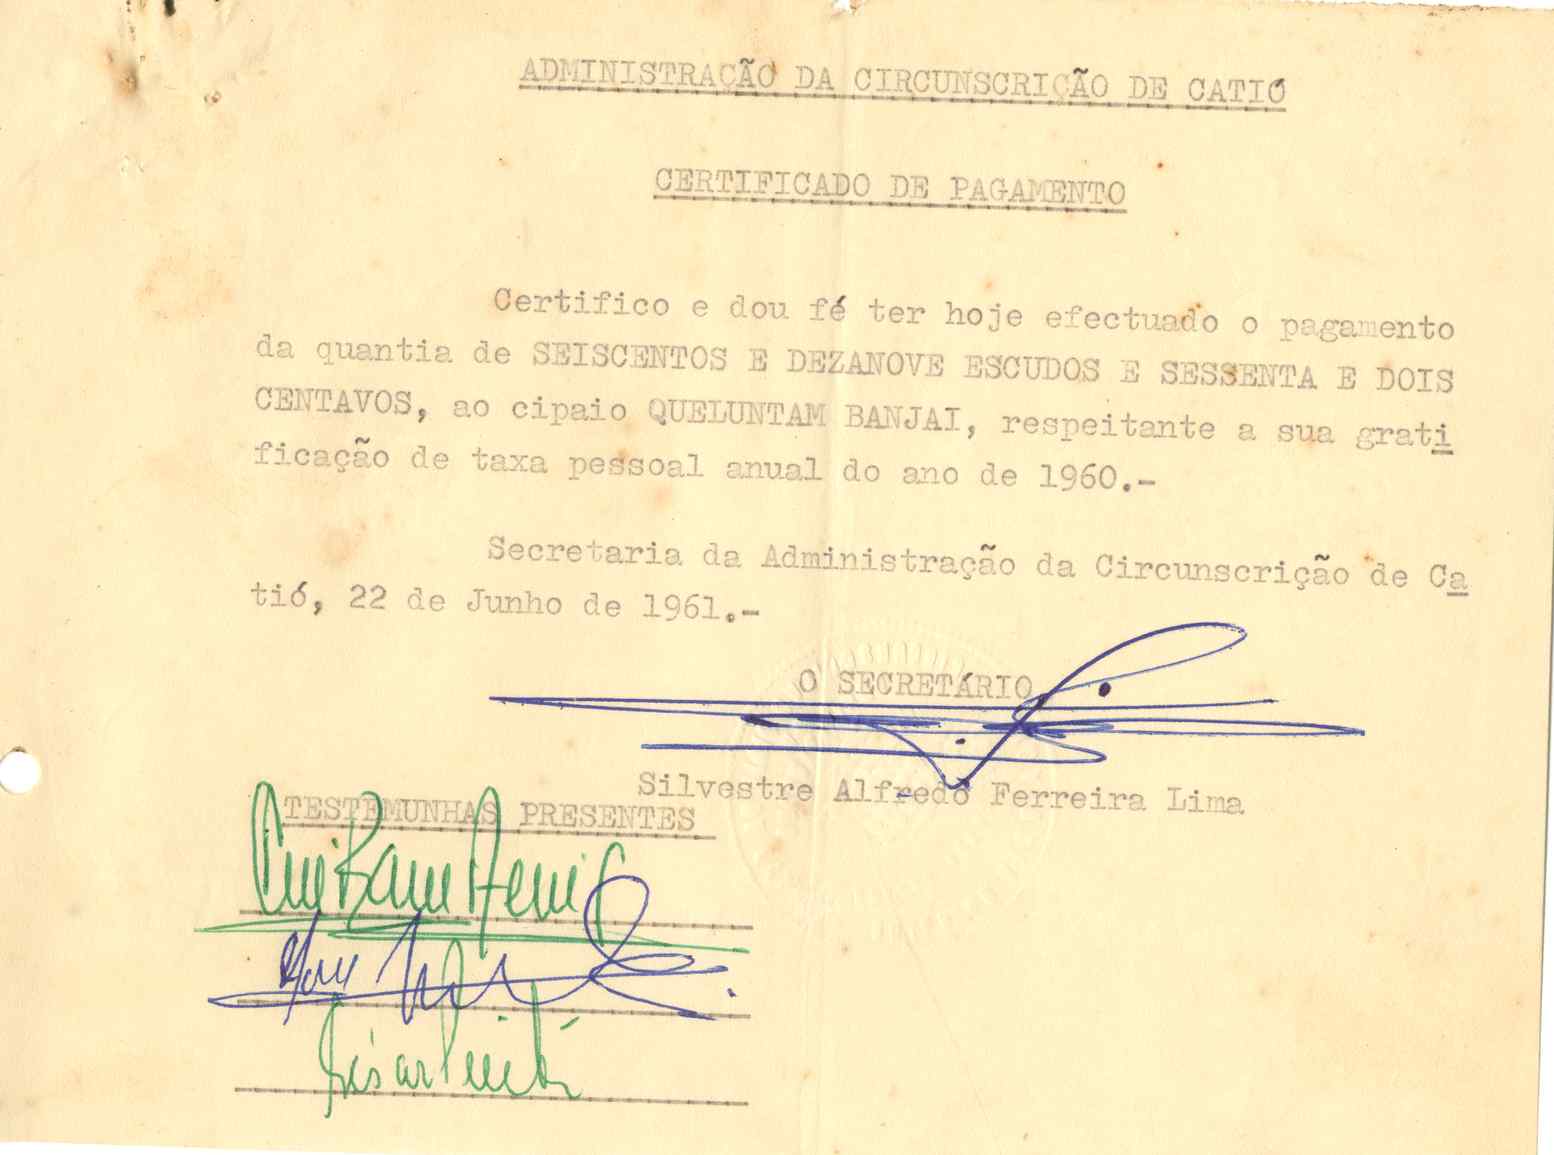 ADMINISTRAÇÃO DA CIRCUNSCRIÇÃO DE CATIÓ
CERTIFICADO DE PAGAMENTO
Certifico e dou fé ter hoje efectuado o pagamento
da quantia de SEISCENTOS E DEZANOVE ESCUDOS E SESSENTA E DOIS
CENTAVOS, ao cipaio QUELUNTAM BANJAI, respeitante a sua grati
ficação de taxa pessoal anual do ano de 1960.-
Secretaria da Administração da Circunscrição de Ca
tió, 22 de Junho de 1961.-
O SECRETÁRIO
Silvestre Alfredo Ferreira Lima
TESTEMUNHAS PRESENTES